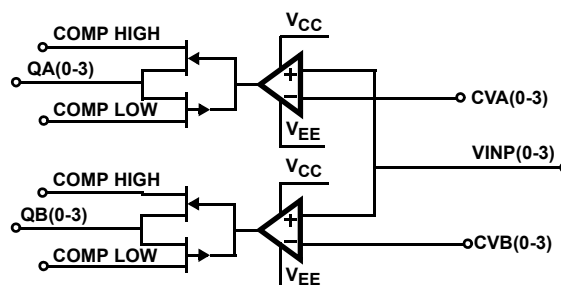 COMP HIGH
VCC
QA(0-3)
+
−
COMP LOW
CVA(0-3)
VEE
VINP(0-3)
COMP HIGH
VCC
QB(0-3)
+
−
CVB(0-3)
COMP LOW
VEE